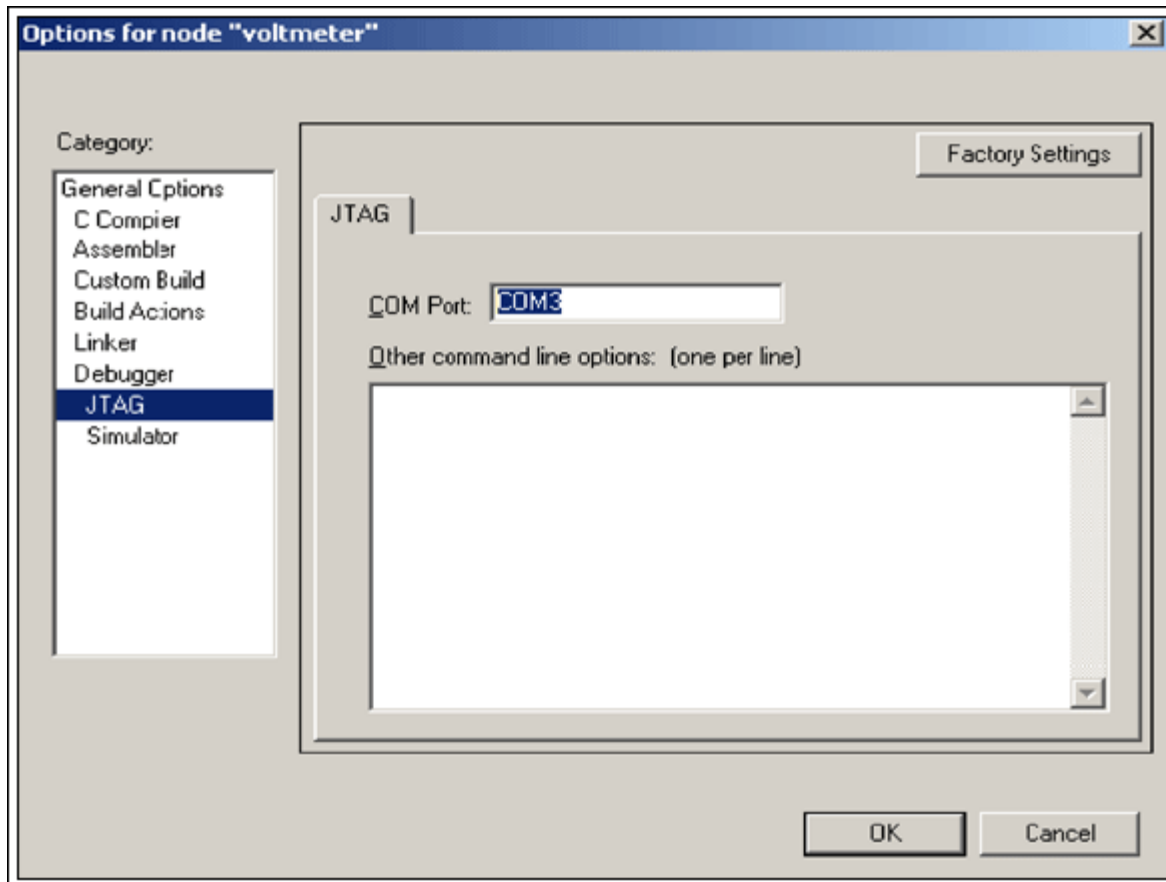 Options for node "voltmeter"
Category:
Factory Settings
General Options
C Compiler
Assembler
Custom Build
Build Actions
Linker
Debugger
JTAG
Simulator
JTAG
COM Port: COM3
Other command line options: (one per line)
OK
Cancel